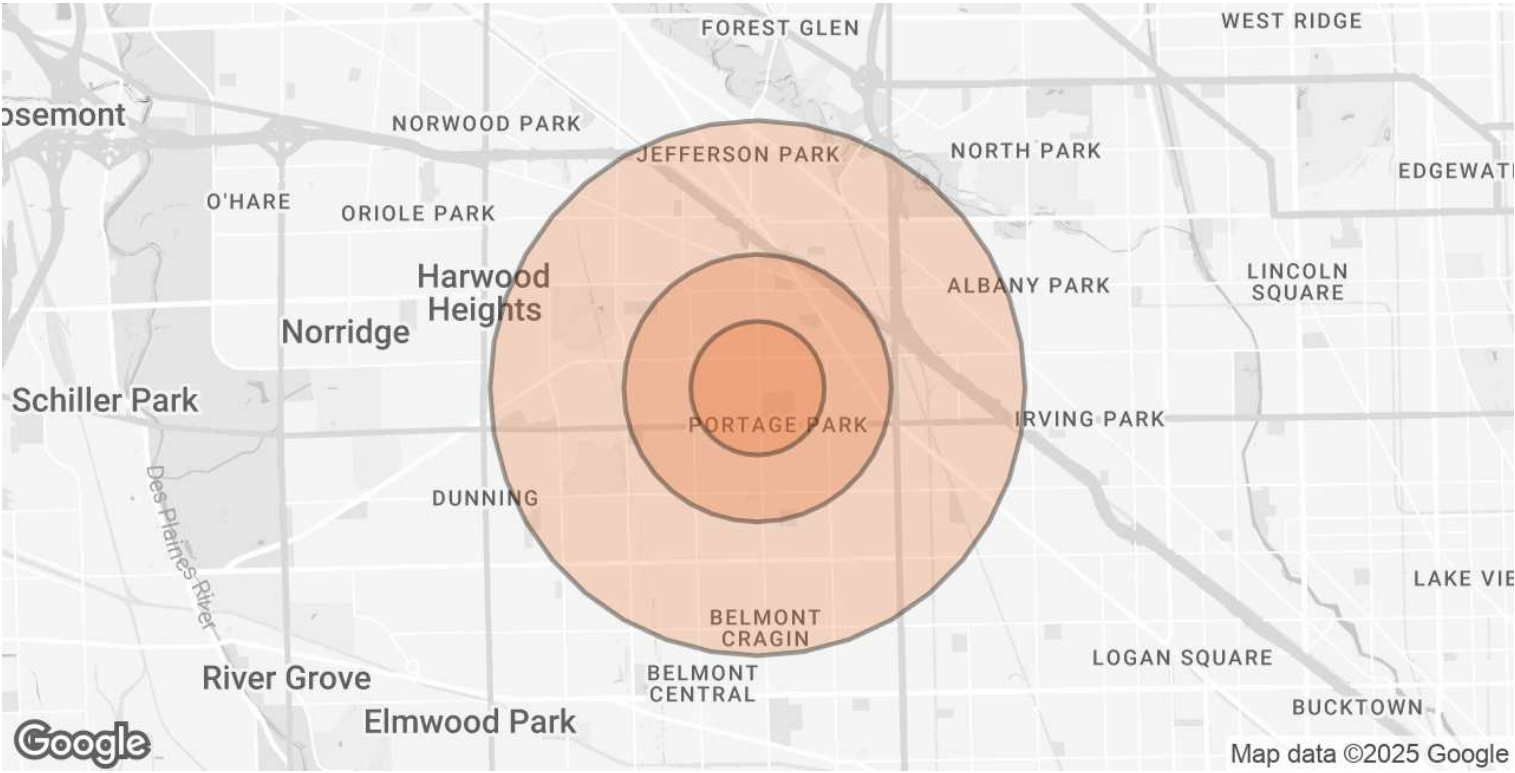 FOREST GLEN
WEST RIDGE
osemont
NORWOOD PARK
JEFFERSON PARK
NORTH PARK
EDGEWATE
O'HARE
ORIOLE PARK
Harwood
Heights
ALBANY PARK
LINCOLN
SQUARE
Norridge
Schiller Park
PORTAGE PARK
IRVING PARK
Des Plaines River
DUNNING
LAKE VIE
BELMONT
CRAGIN
LOGAN SQUARE
River Grove
BELMONT
CENTRAL
BUCKTOWN
Elmwood Park
Google
Map data ©2025 Google